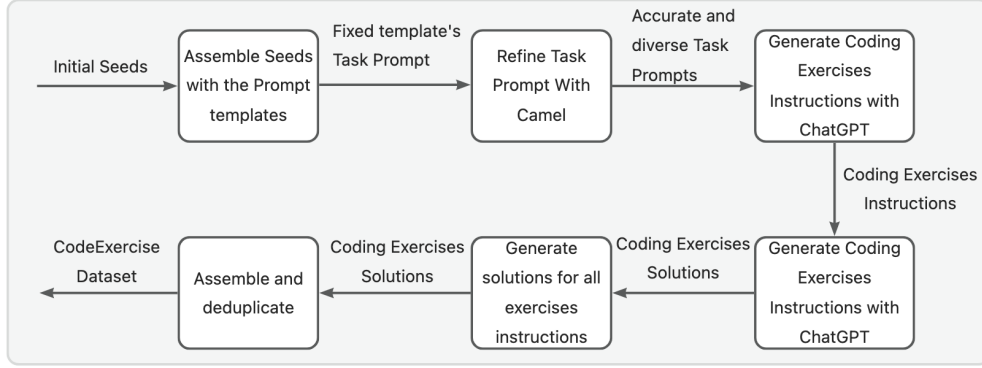 Initial Seeds
Assemble Seeds
with the Prompt
templates
Fixed template's
Task Prompt
Refine Task
Prompt With
Camel
Accurate and
diverse Task
Prompts
Generate Coding
Exercises
Instructions with
ChatGPT
Coding Exercises
Instructions
Generate Coding
Exercises
Instructions with
ChatGPT
Coding Exercises
Solutions
Generate
solutions for all
exercises
instructions
Coding Exercises
Solutions
Assemble and
deduplicate
CodeExercise
Dataset